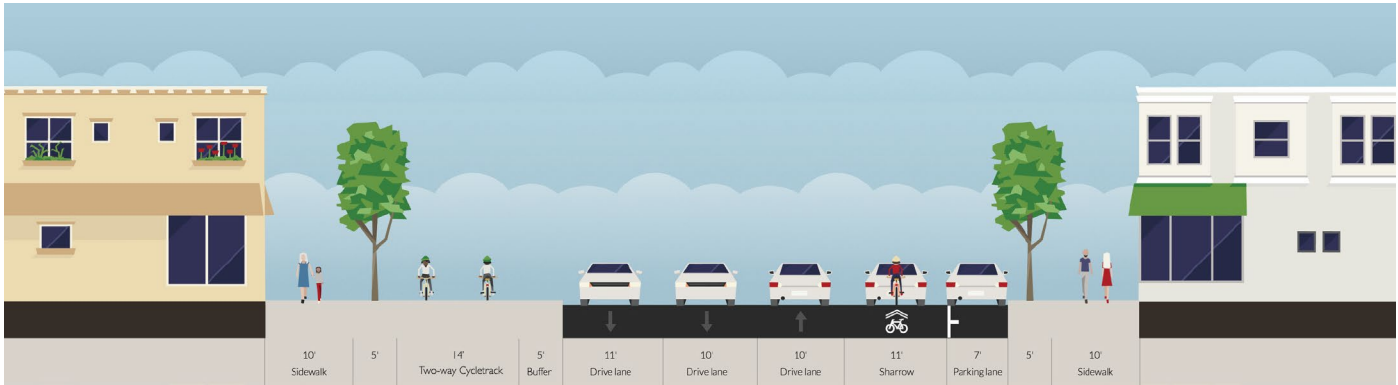 10'
Sidewalk
5'
14'
Two-way Cycletrack
5'
Buffer
11'
Drive lane
10'
Drive lane
10'
Drive lane
11'
Sharrow
7'
Parking lane
5'
10'
Sidewalk